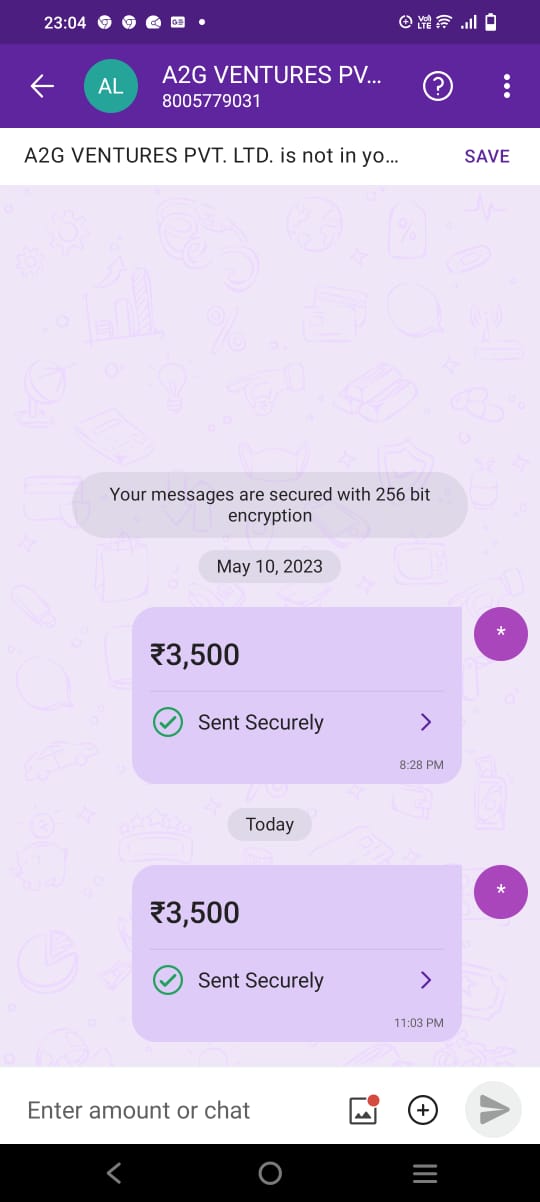 23:04
Vo) LTE
AL
A2G VENTURES PV...
8005779031
A2G VENTURES PVT. LTD. is not in yo...
SAVE
Your messages are secured with 256 bit
encryption
May 10, 2023
₹3,500
*
Sent Securely
8:28 PM
Today
₹3,500
*
Sent Securely
11:03 PM
Enter amount or chat